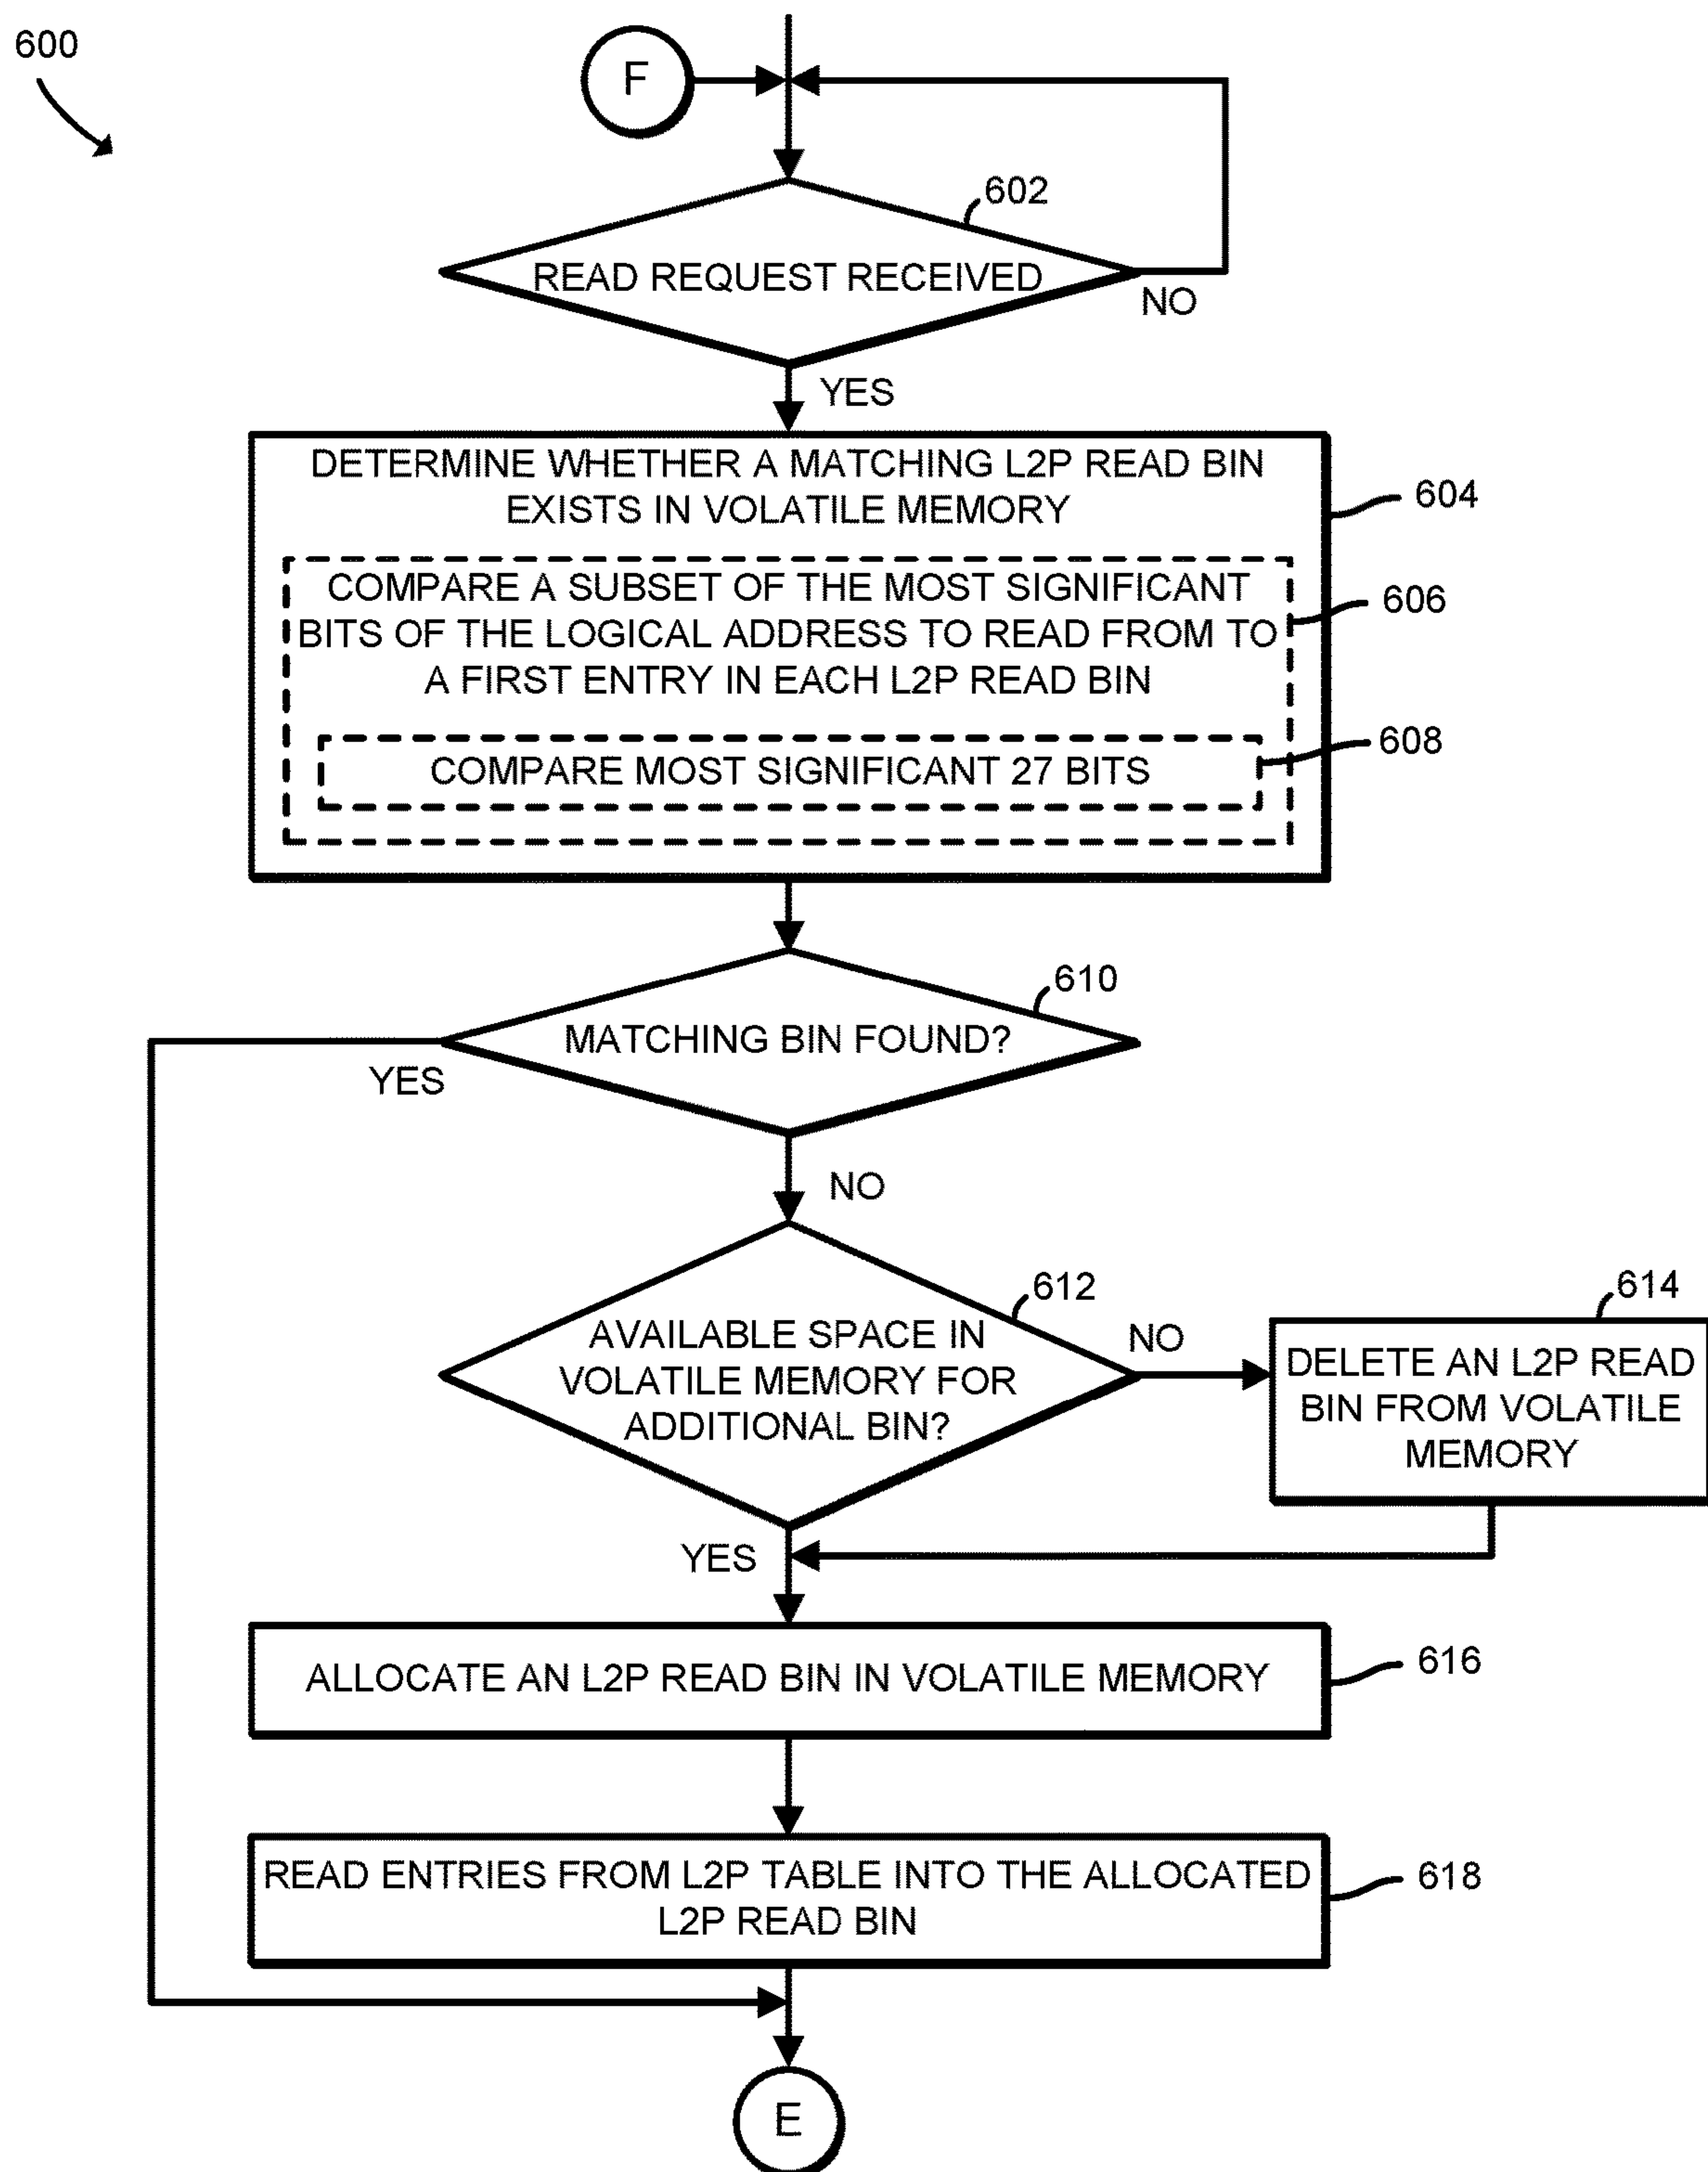 600
F
602
READ REQUEST RECEIVED
NO
YES
DETERMINE WHETHER A MATCHING L2P READ BIN
EXISTS IN VOLATILE MEMORY
604
COMPARE A SUBSET OF THE MOST SIGNIFICANT
BITS OF THE LOGICAL ADDRESS TO READ FROM TO
A FIRST ENTRY IN EACH L2P READ BIN
606
COMPARE MOST SIGNIFICANT 27 BITS
608
610
MATCHING BIN FOUND?
YES
NO
612
AVAILABLE SPACE IN
VOLATILE MEMORY FOR
ADDITIONAL BIN?
NO
614
DELETE AN L2P READ
BIN FROM VOLATILE
MEMORY
YES
ALLOCATE AN L2P READ BIN IN VOLATILE MEMORY
616
READ ENTRIES FROM L2P TABLE INTO THE ALLOCATED
L2P READ BIN
618
E